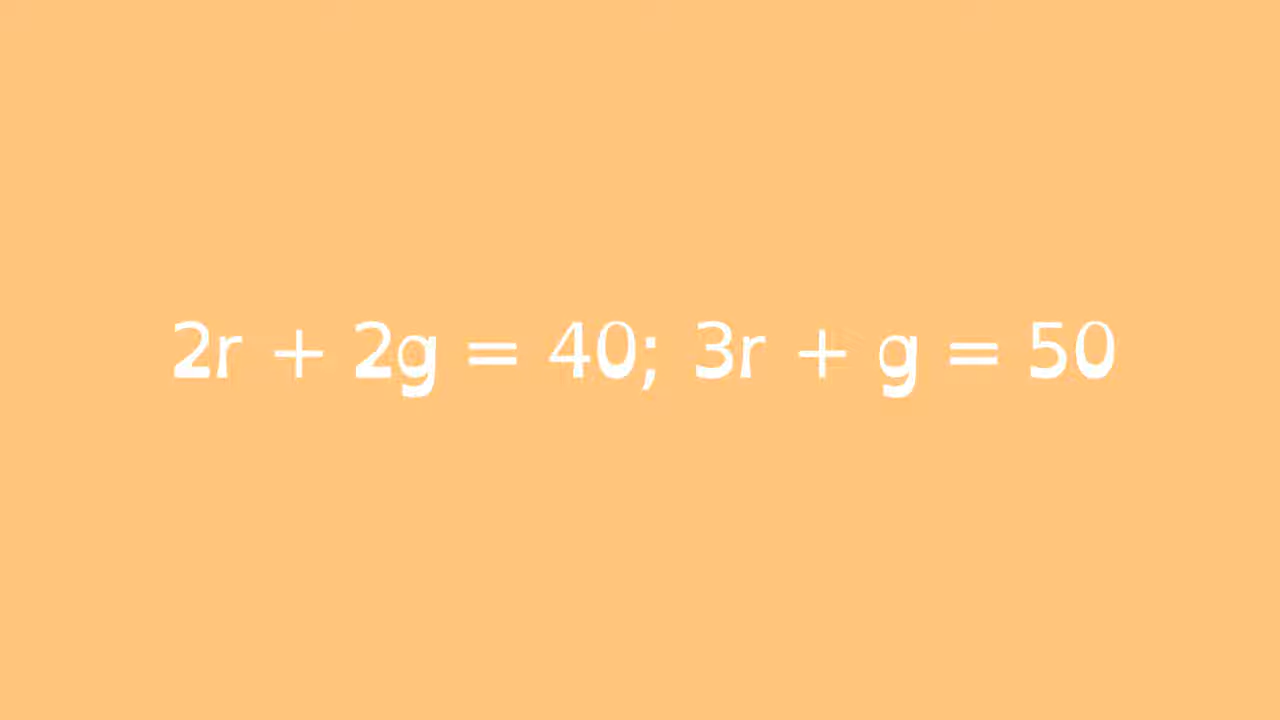 2r + 2g = 40; 3r + g = 50